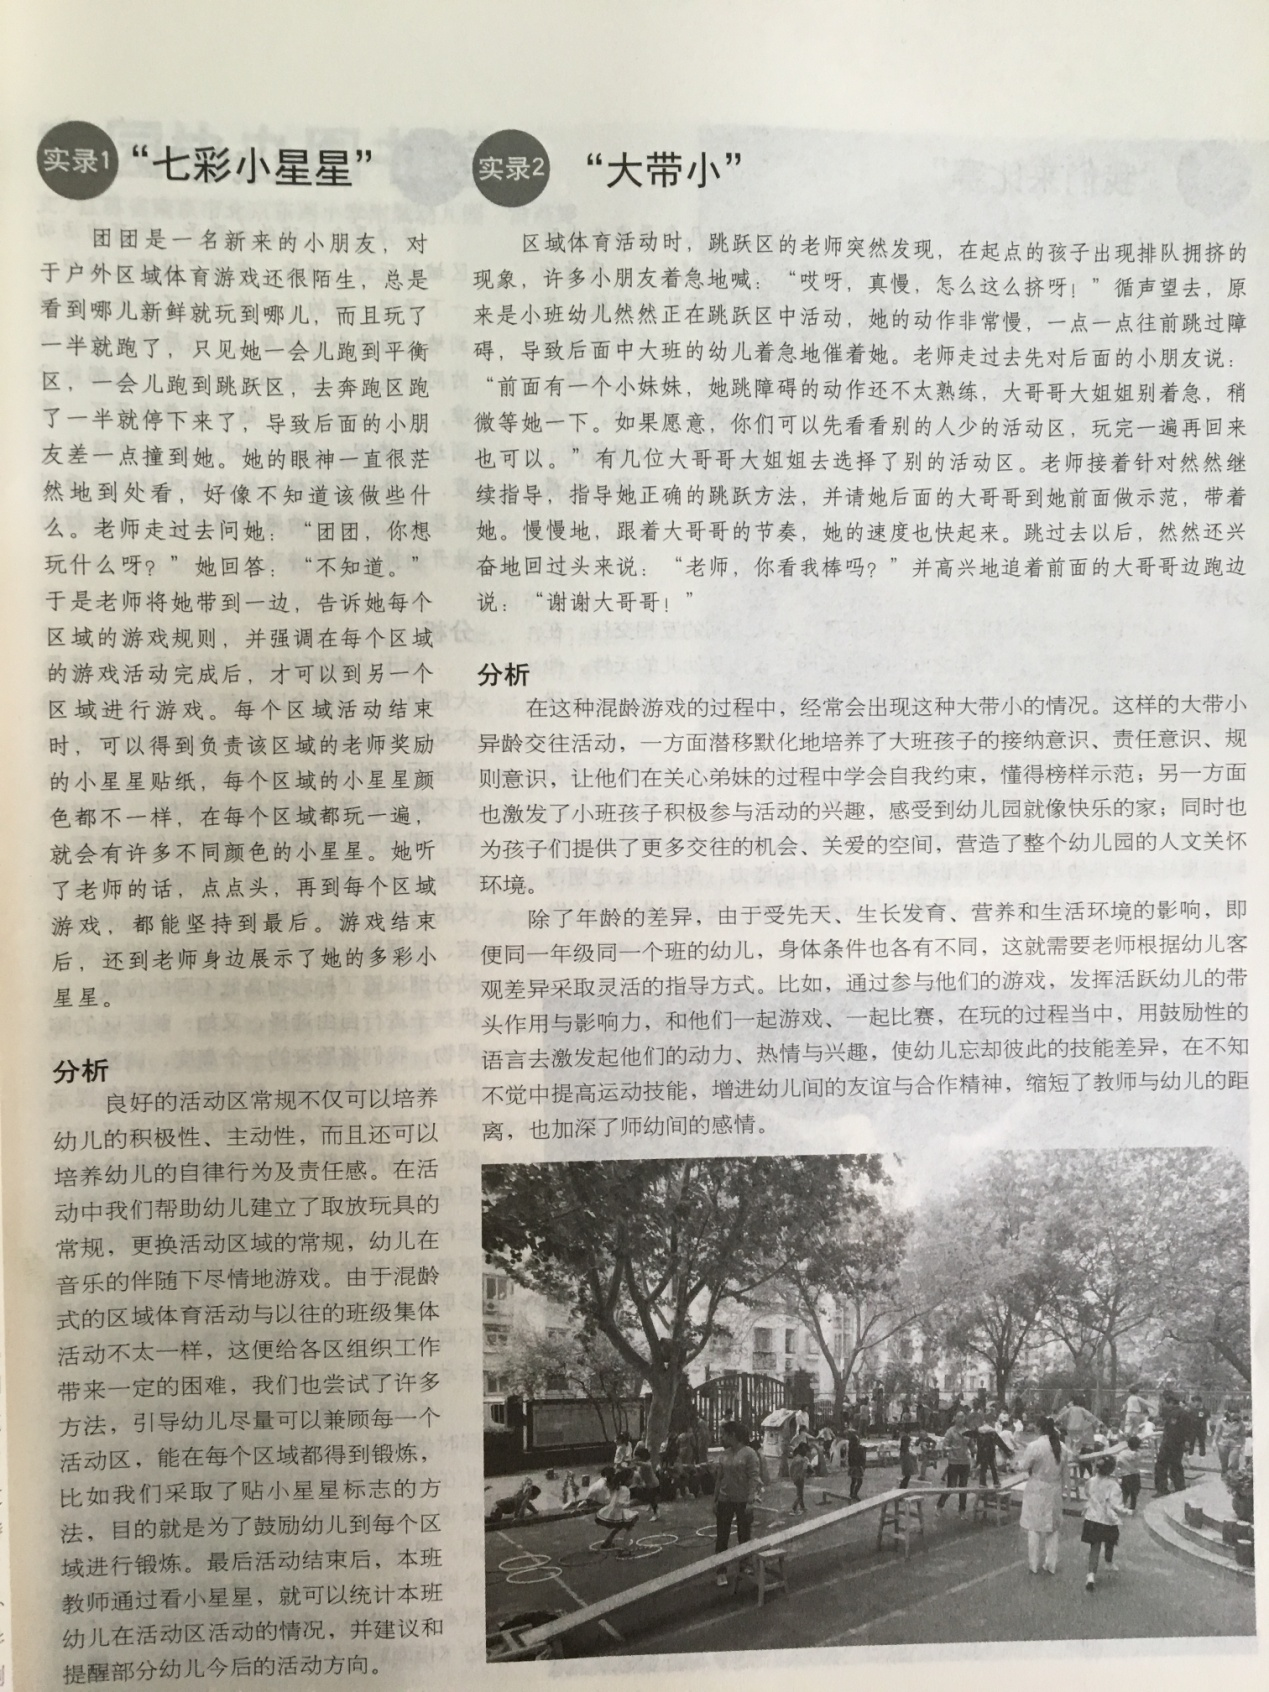 实录1 “七彩小星星”
团团是一名新来的小朋友，对
于户外区域体育游戏还很陌生，总是
看到哪儿新鲜就玩到哪儿，而且玩了
一半就跑了，只见她一会儿跑到平衡
区，一会儿跑到跳跃区，去奔跑区跑
了一半就停下来了，导致后面的小朋
友差一点撞到她。她的眼神一直很茫
然地到处看，好像不知道该做些什
么。老师走过去问她：“团团，你想
玩什么呀？”她回答：“不知道。”
于是老师将她带到一边，告诉她每个
区域的游戏规则，并强调在每个区域
的游戏活动完成后，才可以到另一个
区域进行游戏。每个区域活动结束
时，可以得到负责该区域的老师奖励
的小星星贴纸，每个区域的小星星颜
色都不一样，在每个区域都玩一遍，
就会有许多不同颜色的小星星。她听
了老师的话，点点头，再到每个区域
游戏，都能坚持到最后。游戏结束
后，还到老师身边展示了她的多彩小
星星。
分析
良好的活动区常规不仅可以培养
幼儿的积极性、主动性，而且还可以
培养幼儿的自律行为及责任感。在活
动中我们帮助幼儿建立了取放玩具的
常规，更换活动区域的常规，幼儿在
音乐的伴随下尽情地游戏。由于混龄
式的区域体育活动与以往的班级集体
活动不太一样，这便给各区组织工作
带来一定的困难，我们也尝试了许多
方法，引导幼儿尽量可以兼顾每一个
活动区，能在每个区域都得到锻炼，
比如我们采取了贴小星星标志的方
法，目的就是为了鼓励幼儿到每个区
域进行锻炼。最后活动结束后，本班
教师通过看小星星，就可以统计本班
幼儿在活动区活动的情况，并建议和
提醒部分幼儿今后的活动方向。
实录2 “大带小”
区域体育活动时，跳跃区的老师突然发现，在起点的孩子出现排队拥挤的
现象，许多小朋友着急地喊：“哎呀，真慢，怎么这么挤呀！”循声望去，原
来是小班幼儿然然正在跳跃区中活动，她的动作非常慢，一点一点往前跳过障
碍，导致后面中大班的幼儿着急地催着她。老师走过去先对后面的小朋友说：
“前面有一个小妹妹，她跳障碍的动作还不太熟练，大哥哥大姐姐别着急，稍
微等她一下。如果愿意，你们可以先看看别的人少的活动区，玩完一遍再回来
也可以。”有几位大哥哥大姐姐去选择了别的活动区。老师接着针对然然继
续指导，指导她正确的跳跃方法，并请她后面的大哥哥到她前面做示范，带着
她。慢慢地，跟着大哥哥的节奏，她的速度也快起来。跳过去以后，然然还兴
奋地回过头来说：“老师，你看我棒吗？”并高兴地追着前面的大哥哥边跑边
说：“谢谢大哥哥！”
分析
在这种混龄游戏的过程中，经常会出现这种大带小的情况。这样的大带小
异龄交往活动，一方面潜移默化地培养了大班孩子的接纳意识、责任意识、规
则意识，让他们在关心弟妹的过程中学会自我约束，懂得榜样示范；另一方面
也激发了小班孩子积极参与活动的兴趣，感受到幼儿园就像快乐的家；同时也
为孩子们提供了更多交往的机会、关爱的空间，营造了整个幼儿园的人文关怀
环境。
除了年龄的差异，由于受先天、生长发育、营养和生活环境的影响，即
便同一年级同一个班的幼儿，身体条件也各有不同，这就需要老师根据幼儿客
观差异采取灵活的指导方式。比如，通过参与他们的游戏，发挥活跃幼儿的带
头作用与影响力，和他们一起游戏、一起比赛，在玩的过程当中，用鼓励性的
语言去激发起他们的动力、热情与兴趣，使幼儿忘却彼此的技能差异，在不知
不觉中提高运动技能，增进幼儿间的友谊与合作精神，缩短了教师与幼儿的距
离，也加深了师幼间的感情。